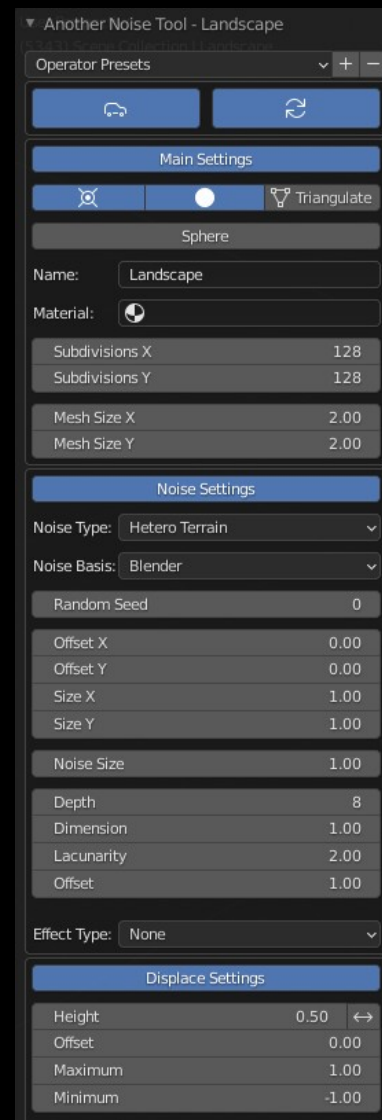 Another Noise Tool - Landscape
(5343) Scene Collection | Landscape
Operator Presets
Main Settings
Triangulate
Sphere
Name: Landscape
Material:
Subdivisions X 128
Subdivisions Y 128
Mesh Size X 2.00
Mesh Size Y 2.00
Noise Settings
Noise Type: Hetero Terrain
Noise Basis: Blender
Random Seed 0
Offset X 0.00
Offset Y 0.00
Size X 1.00
Size Y 1.00
Noise Size 1.00
Depth 8
Dimension 1.00
Lacunarity 2.00
Offset 1.00
Effect Type: None
Displace Settings
Height 0.50
Offset 0.00
Maximum 1.00
Minimum -1.00